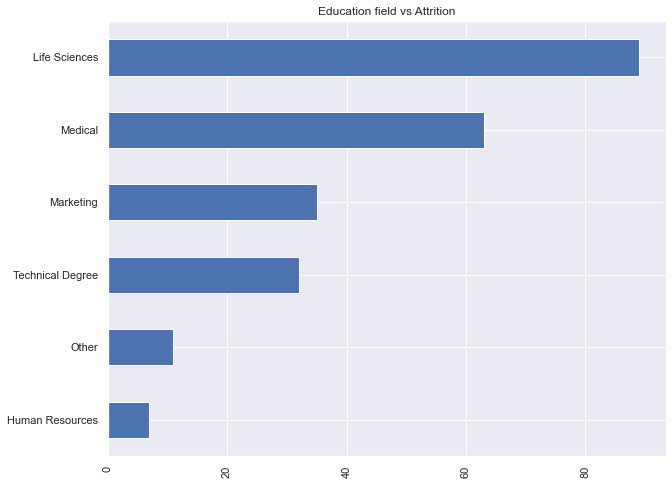 Education field vs Attrition
Life Sciences
Medical
Marketing
Technical Degree
Other
Human Resources
0
20
40
60
80